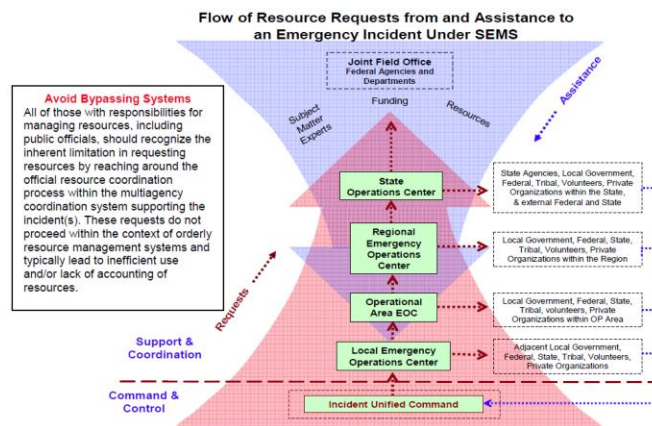 Flow of Resource Requests from and Assistance to
an Emergency Incident Under SEMS
Joint Field Office
Federal Agencies and
Departments
Avoid Bypassing Systems
All of those with responsibilities for
managing resources, including
public officials, should recognize the
inherent limitation in requesting
resources by reaching around the
official resource coordination
process within the multiagency
coordination system supporting
the incident(s). These requests do not
proceed within the context of orderly
resource management systems and
typically lead to inefficient use
and/or lack of accounting of
resources.
Subject
Matter
Experts
Funding
Resources
Assistance
State
Operations Center
State Agencies, Local Government,
Federal, Tribal, Volunteers, Private
Organizations within the State,
& external Federal and State
Regional Emergency
Operations
Center
Local Government, Federal, State,
Tribal, Volunteers, Private
Organizations within the Region
Requests
Operational
Area EOC
Local Government, Federal, State,
Tribal, volunteers, Private
Organizations within OP Area
Support &
Coordination
Local Emergency
Operations Center
Adjacent Local Government,
Federal, State, Tribal, Volunteers,
Private Organizations
Command &
Control
Incident Unified Command